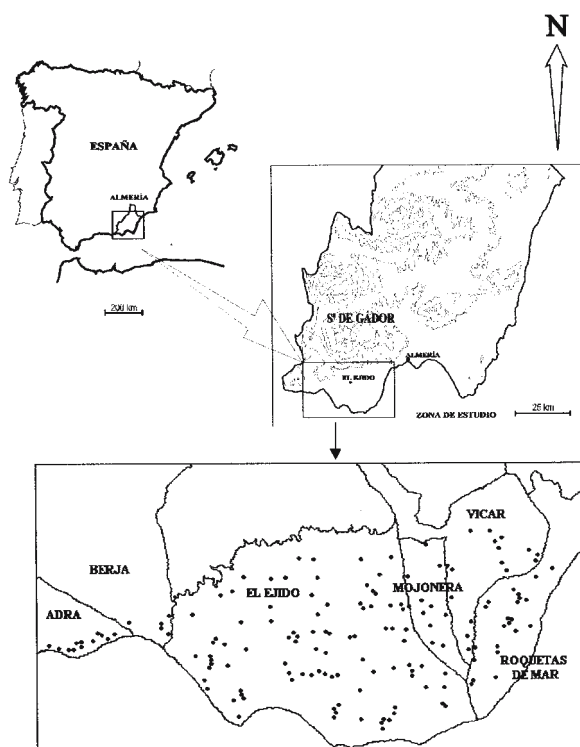 N
ESPAÑA
ALMERÍA
200 km
Sª DE GÁDOR
ALMERÍA
EL EJIDO
ZONA DE ESTUDIO
25 km
VICAR
BERJA
EL EJIDO
MOJONERA
ADRA
ROQUETAS
DE MAR